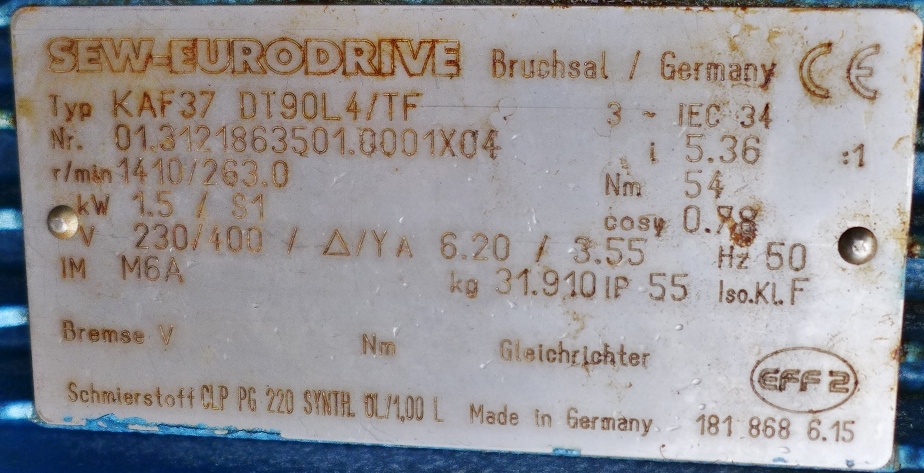 SEW-EURODRIVE Bruchsal / Germany CE
Typ KAF37 DT90L4/TF 3 ~ IEC 34
Nr. 01.3121863501.0001X04 i 5.36 :1
r/min 1410/263.0 Nm 54
kW 1.5 / S1 cosφ 0.78
V 230/400 / △/Y A 6.20 / 3.55 Hz 50
IM M6A kg 31.910 IP 55 Iso.Kl. F
Bremse V Nm Gleichrichter
EFF 2
Schmierstoff CLP PG 220 SYNTH. ÖL/1,00 L Made in Germany 181 868 6.15